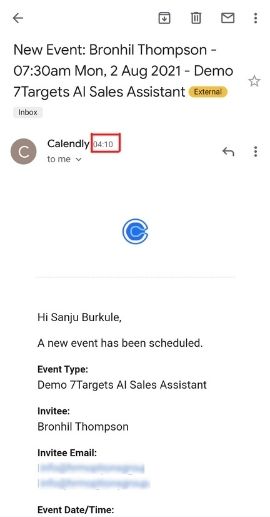 New Event: Bronhil Thompson -
07:30am Mon, 2 Aug 2021 - Demo
7Targets AI Sales Assistant External
Inbox
C
Calendly 04:10
to me
Hi Sanju Burkule,
A new event has been scheduled.
Event Type:
Demo 7Targets AI Sales Assistant
Invitee:
Bronhil Thompson
Invitee Email:
Event Date/Time: